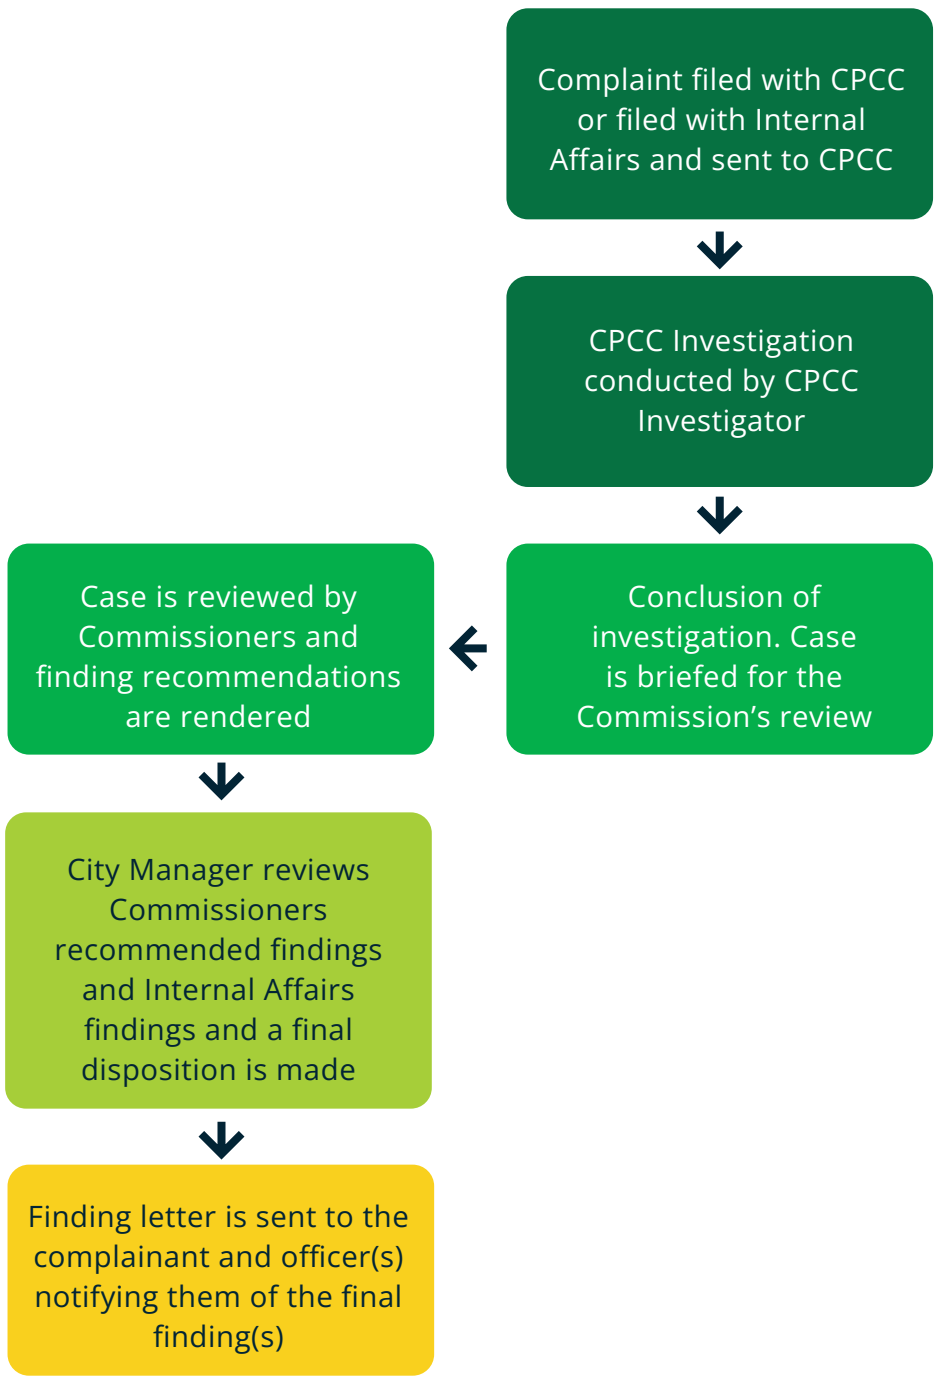 Complaint filed with CPCC
or filed with Internal
Affairs and sent to CPCC
CPCC Investigation
conducted by CPCC
Investigator
Conclusion of
investigation. Case
is briefed for the
Commission’s review
Case is reviewed by
Commissioners and
finding recommendations
are rendered
City Manager reviews
Commissioners
recommended findings
and Internal Affairs
findings and a final
disposition is made
Finding letter is sent to the
complainant and officer(s)
notifying them of the final
finding(s)